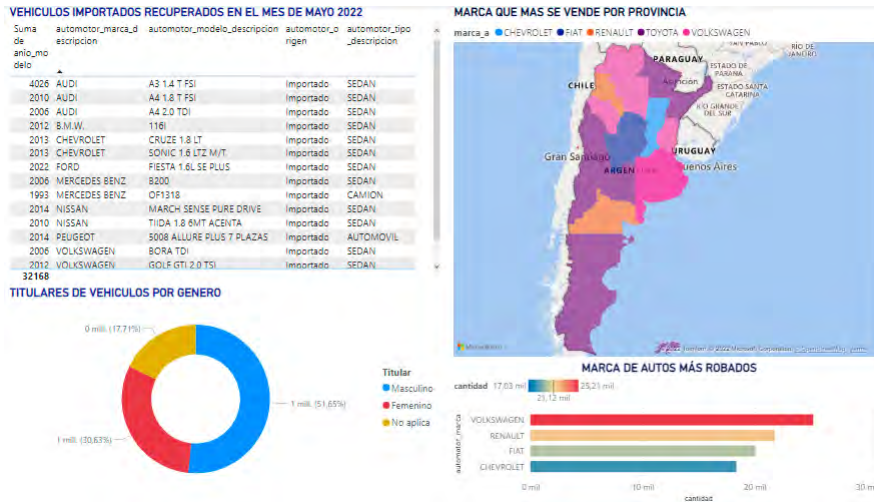 VEHICULOS IMPORTADOS RECUPERADOS EN EL MES DE MAYO 2022
Suma de anio_modelo automotor_marca_descripcion automotor_modelo_descripcion automotor_origen automotor_tipo_descripcion
4026 AUDI A3 1.4 T FSI Importado SEDAN
2010 AUDI A4 1.8 T FSI Importado SEDAN
2006 AUDI A4 2.0 TDI Importado SEDAN
2012 B.M.W. 116I Importado SEDAN
2013 CHEVROLET CRUZE 1.8 LT Importado SEDAN
2013 CHEVROLET SONIC 1.6 LTZ M/T Importado SEDAN
2022 FORD FIESTA 1.6L SE PLUS Importado SEDAN
2006 MERCEDES BENZ B200 Importado SEDAN
1993 MERCEDES BENZ OF1318 Importado CAMION
2014 NISSAN MARCH SENSE PURE DRIVE Importado SEDAN
2010 NISSAN TIIDA 1.8 6MT ACENTA Importado SEDAN
2014 PEUGEOT 5008 ALLURE PLUS 7 PLAZAS Importado AUTOMOVIL
2006 VOLKSWAGEN BORA TDI Importado SEDAN
2012 VOLKSWAGEN GOLF GTI 2.0 TSI Importado SEDAN
32168
MARCA QUE MAS SE VENDE POR PROVINCIA
marca_a CHEVROLET FIAT RENAULT TOYOTA VOLKSWAGEN
RIO DE JANEIRO
PARAGUAY
ESTADO DE PARANÁ
Asunción
CHILE
ESTADO SANTA CATARINA
RIO GRANDE DEL SUR
URUGUAY
Gran Santiago
Buenos Aires
ARGENTINA
TITULARES DE VEHICULOS POR GENERO
0 mill. (17,71%)
1 mill. (51,65%)
1 mill. (30,63%)
Titular
Masculino
Femenino
No aplica
MARCA DE AUTOS MÁS ROBADOS
cantidad 17,03 mil 25,21 mil
21,12 mil
automotor_marca
VOLKSWAGEN
RENAULT
FIAT
CHEVROLET
0 mil 10 mil 20 mil 30 mil
cantidad